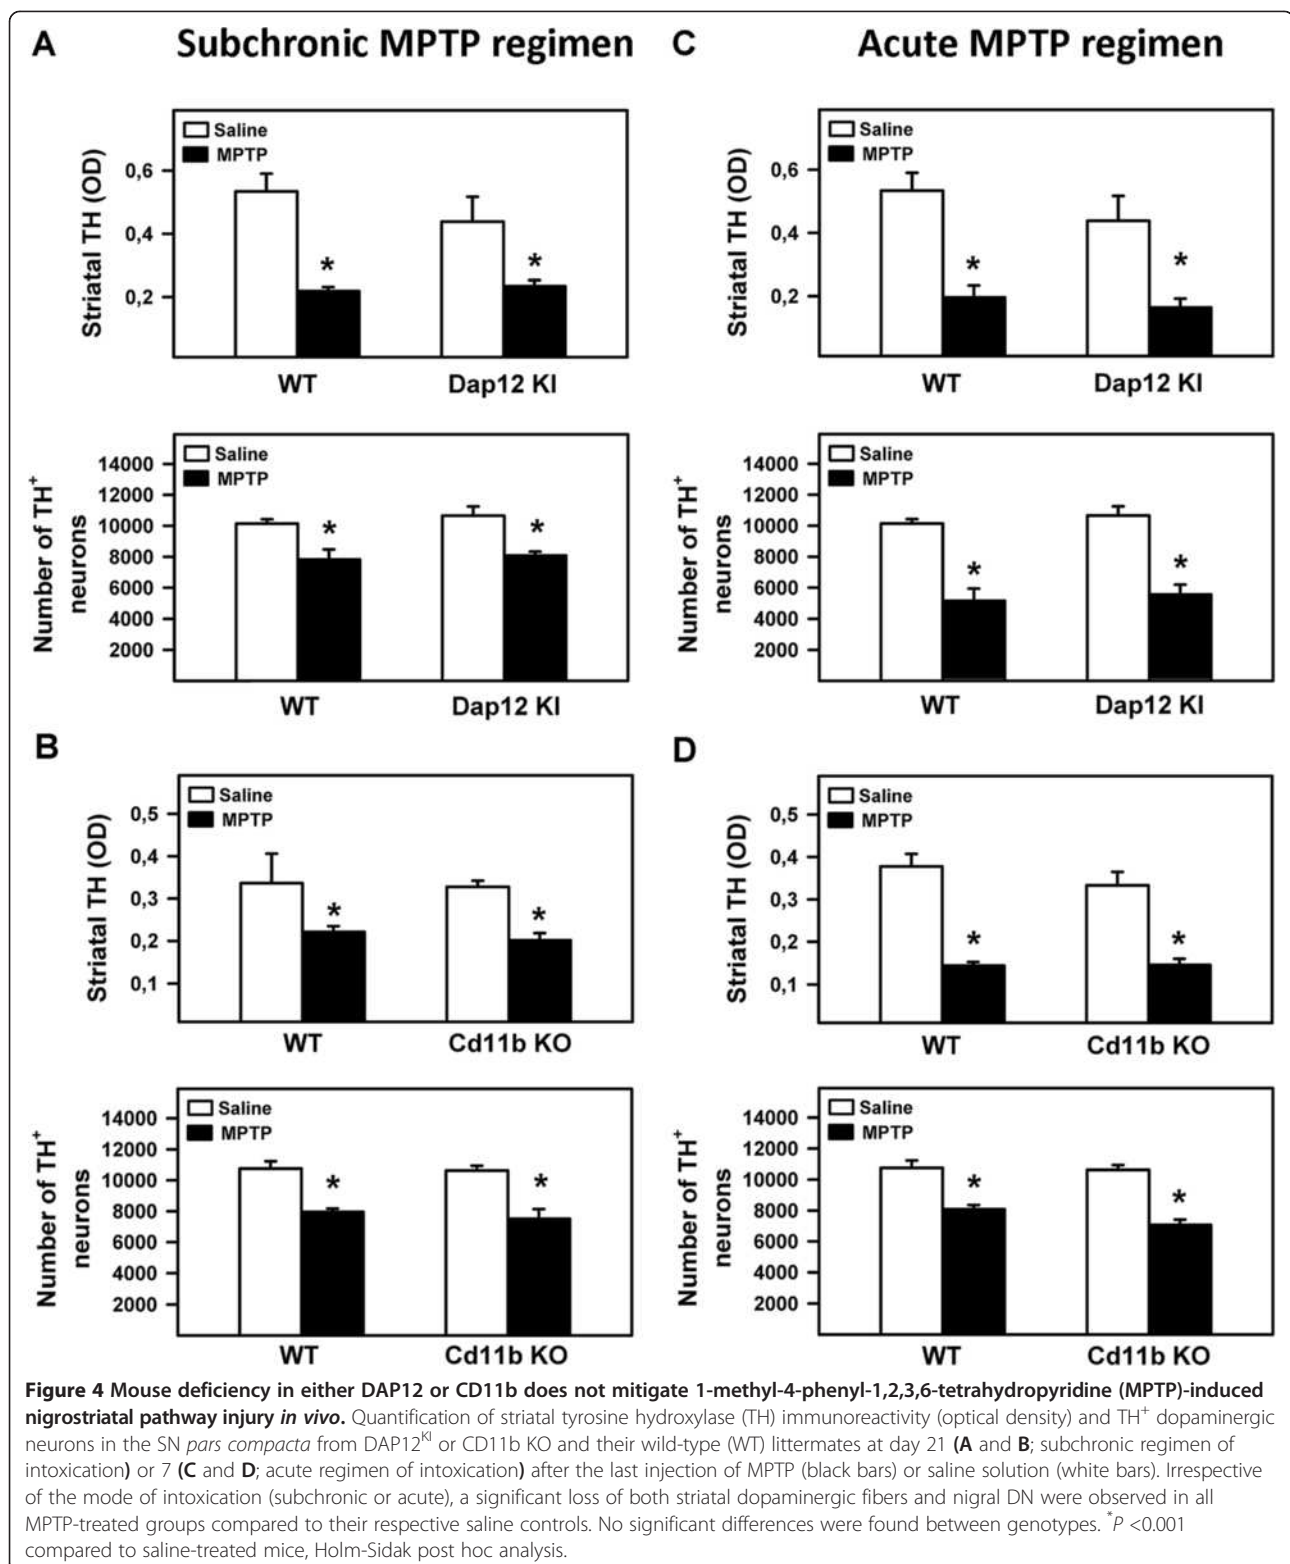 A Subchronic MPTP regimen
Saline
MPTP
Striatal TH (OD)
0,6
0,4
0,2
*
*
WT Dap12 KI
Saline
MPTP
Number of TH⁺
neurons
14000
12000
10000
8000
6000
4000
2000
*
*
WT Dap12 KI
B
Saline
MPTP
Striatal TH (OD)
0,5
0,4
0,3
0,2
0,1
*
*
WT Cd11b KO
Saline
MPTP
Number of TH⁺
neurons
14000
12000
10000
8000
6000
4000
2000
*
*
WT Cd11b KO
C Acute MPTP regimen
Saline
MPTP
Striatal TH (OD)
0,6
0,4
0,2
*
*
WT Dap12 KI
Saline
MPTP
Number of TH⁺
neurons
14000
12000
10000
8000
6000
4000
2000
*
*
WT Dap12 KI
D
Saline
MPTP
Striatal TH (OD)
0,5
0,4
0,3
0,2
0,1
*
*
WT Cd11b KO
Saline
MPTP
Number of TH⁺
neurons
14000
12000
10000
8000
6000
4000
2000
*
*
WT Cd11b KO
Figure 4 Mouse deficiency in either DAP12 or CD11b does not mitigate 1-methyl-4-phenyl-1,2,3,6-tetrahydropyridine (MPTP)-induced
nigrostriatal pathway injury in vivo. Quantification of striatal tyrosine hydroxylase (TH) immunoreactivity (optical density) and TH⁺ dopaminergic
neurons in the SN pars compacta from DAP12ᴷᴵ or CD11b KO and their wild-type (WT) littermates at day 21 (A and B; subchronic regimen of
intoxication) or 7 (C and D; acute regimen of intoxication) after the last injection of MPTP (black bars) or saline solution (white bars). Irrespective
of the mode of intoxication (subchronic or acute), a significant loss of both striatal dopaminergic fibers and nigral DN were observed in all
MPTP-treated groups compared to their respective saline controls. No significant differences were found between genotypes. *P <0.001
compared to saline-treated mice, Holm-Sidak post hoc analysis.